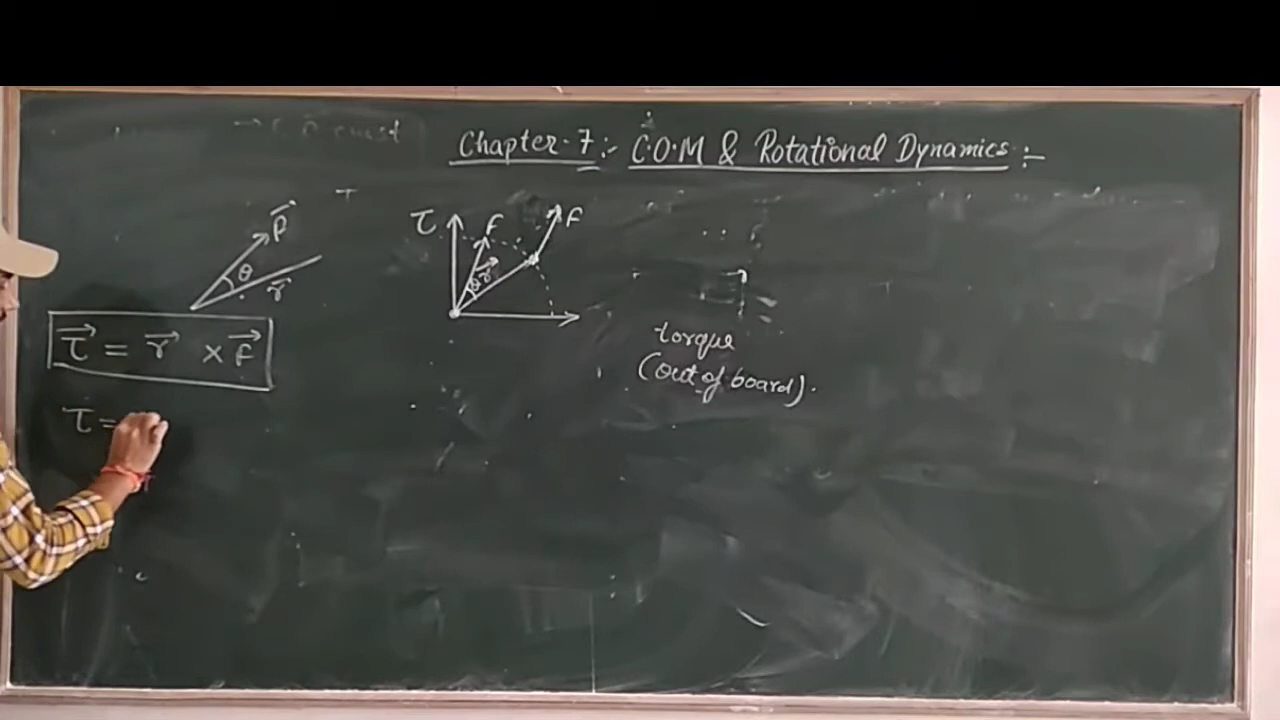 Chapter-7:- C.O.M & Rotational Dynamics :-
F⃗
θ
r⃗
τ
F
F
θ
r⃗
τ⃗ = r⃗ × F⃗
torque
(out of board).
τ =